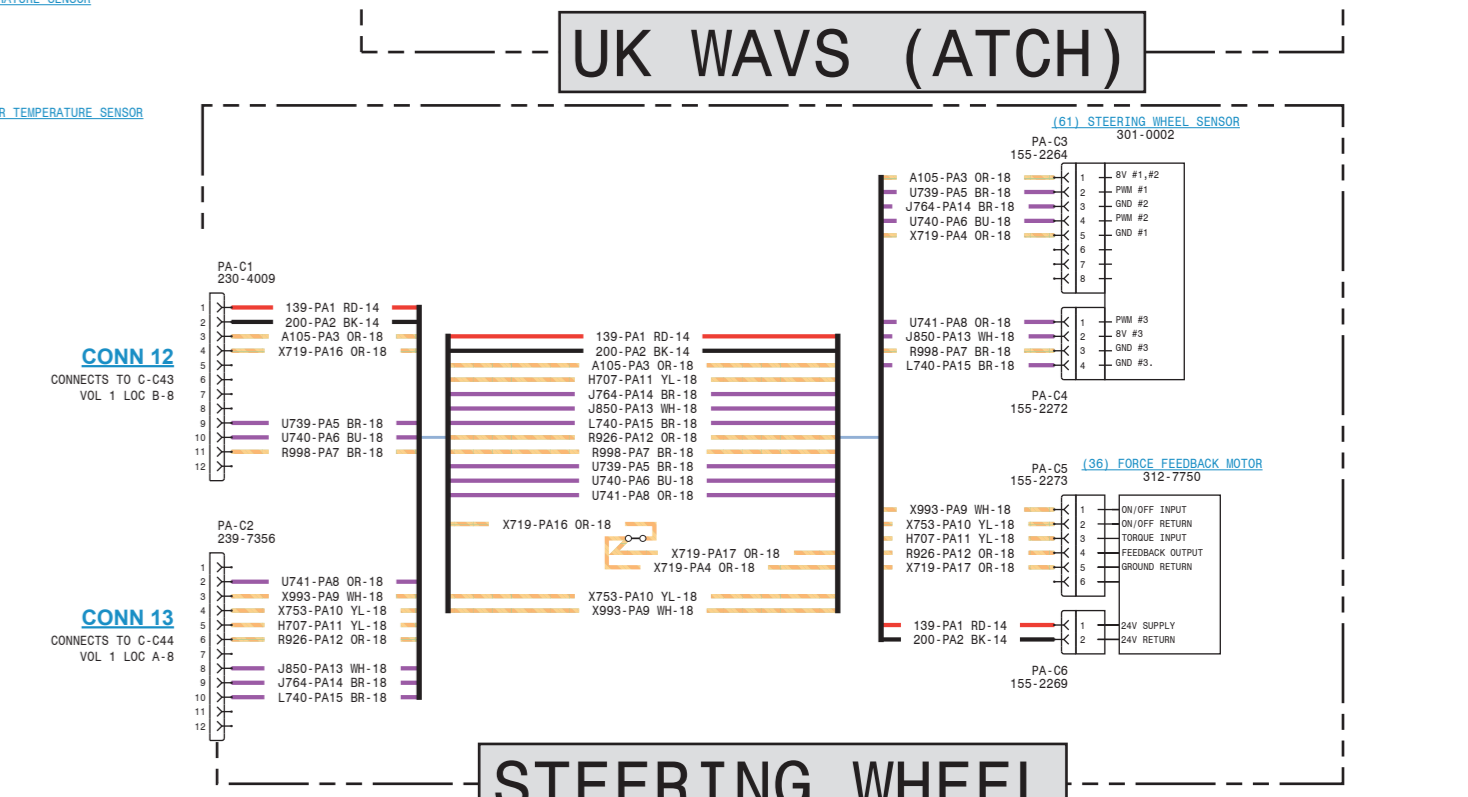 UK WAVS (ATCH)
R TEMPERATURE SENSOR
(61) STEERING WHEEL SENSOR
301-0002
PA-C3
155-2264
A105-PA3 OR-18 1 8V #1,#2
U739-PA5 BR-18 2 PWM #1
J764-PA14 BR-18 3 GND #2
U740-PA6 BU-18 4 PWM #2
X719-PA4 OR-18 5 GND #1
6
7
8
U741-PA8 OR-18 1 PWM #3
J850-PA13 WH-18 2 8V #3
R998-PA7 BR-18 3 GND #3
L740-PA15 BR-18 4 GND #3.
PA-C4
155-2272
PA-C1
230-4009
1 139-PA1 RD-14
2 200-PA2 BK-14
3 A105-PA3 OR-18
4 X719-PA16 OR-18
5
6
7
8
9 U739-PA5 BR-18
10 U740-PA6 BU-18
11 R998-PA7 BR-18
12
CONN 12
CONNECTS TO C-C43
VOL 1 LOC B-8
139-PA1 RD-14
200-PA2 BK-14
A105-PA3 OR-18
H707-PA11 YL-18
J764-PA14 BR-18
J850-PA13 WH-18
L740-PA15 BR-18
R926-PA12 OR-18
R998-PA7 BR-18
U739-PA5 BR-18
U740-PA6 BU-18
U741-PA8 OR-18
X719-PA16 OR-18
X719-PA17 OR-18
X719-PA4 OR-18
X753-PA10 YL-18
X993-PA9 WH-18
PA-C5
155-2273
(36) FORCE FEEDBACK MOTOR
312-7750
X993-PA9 WH-18 1 ON/OFF INPUT
X753-PA10 YL-18 2 ON/OFF RETURN
H707-PA11 YL-18 3 TORQUE INPUT
R926-PA12 OR-18 4 FEEDBACK OUTPUT
X719-PA17 OR-18 5 GROUND RETURN
6
139-PA1 RD-14 1 24V SUPPLY
200-PA2 BK-14 2 24V RETURN
PA-C6
155-2269
PA-C2
239-7356
1
2 U741-PA8 OR-18
3 X993-PA9 WH-18
4 X753-PA10 YL-18
5 H707-PA11 YL-18
6 R926-PA12 OR-18
7
8 J850-PA13 WH-18
9 J764-PA14 BR-18
10 L740-PA15 BR-18
11
12
CONN 13
CONNECTS TO C-C44
VOL 1 LOC A-8
STEERING WHEEL